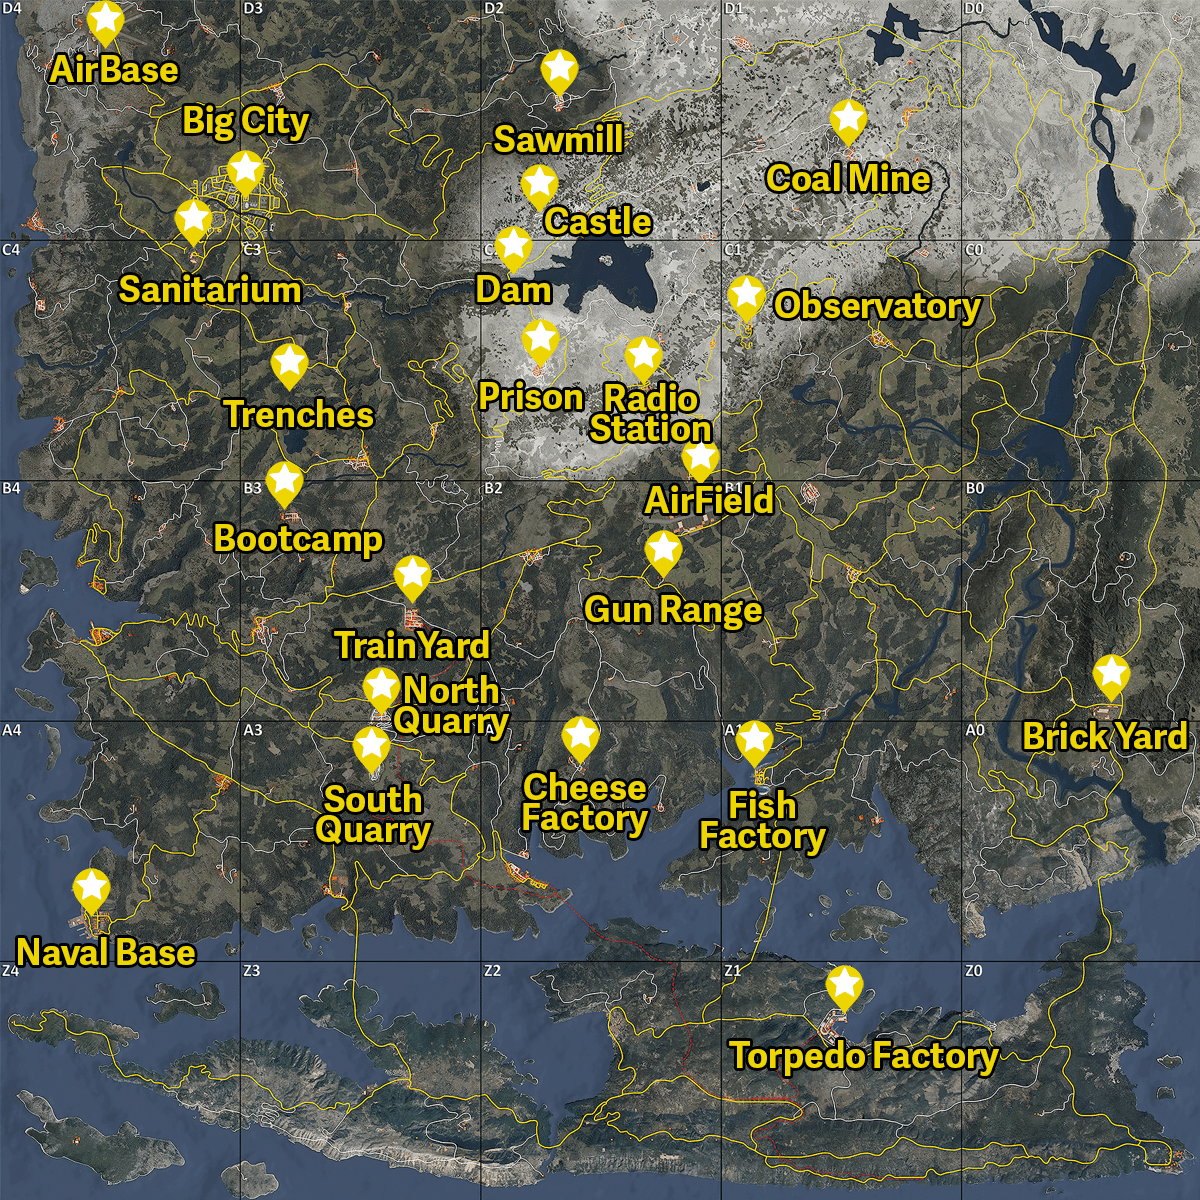 D4
D3
D2
D1
D0
AirBase
Big City
Sawmill
Coal Mine
Castle
C4
C3
C1
C0
Sanitarium
Dam
Observatory
Trenches
Prison
Radio
Station
B4
B3
B2
B1
B0
AirField
Bootcamp
Gun Range
TrainYard
North
Quarry
A4
A3
A0
Brick Yard
South
Quarry
Cheese
Factory
Fish
Factory
Naval Base
Z4
Z3
Z2
Z1
Z0
Torpedo Factory